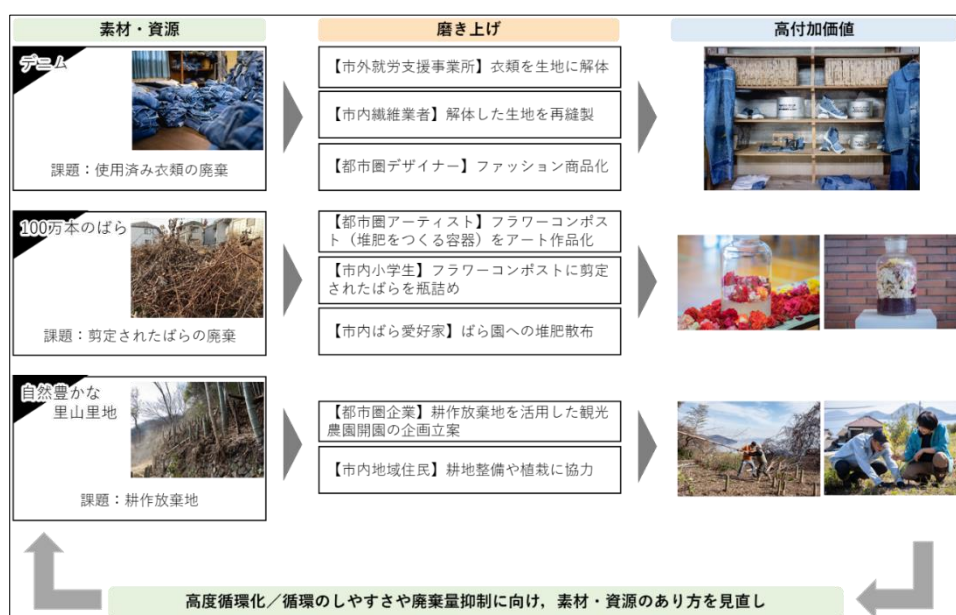 素材・資源
磨き上げ
高付加価値
デニム
課題：使用済み衣類の廃棄
【市外就労支援事業所】衣類を生地に解体
【市内繊維業者】解体した生地を再縫製
【都市圏デザイナー】ファッション商品化
100万本のばら
課題：剪定されたばらの廃棄
【都市圏アーティスト】フラワーコンポス
ト（堆肥をつくる容器）をアート作品化
【市内小学生】フラワーコンポストに剪定
されたばらを瓶詰め
【市内ばら愛好家】ばら園への堆肥散布
自然豊かな
里山里地
課題：耕作放棄地
【都市圏企業】耕作放棄地を活用した観光
農園開園の企画立案
【市内地域住民】耕地整備や植栽に協力
高度循環化／循環のしやすさや廃棄量抑制に向け，素材・資源のあり方を見直し